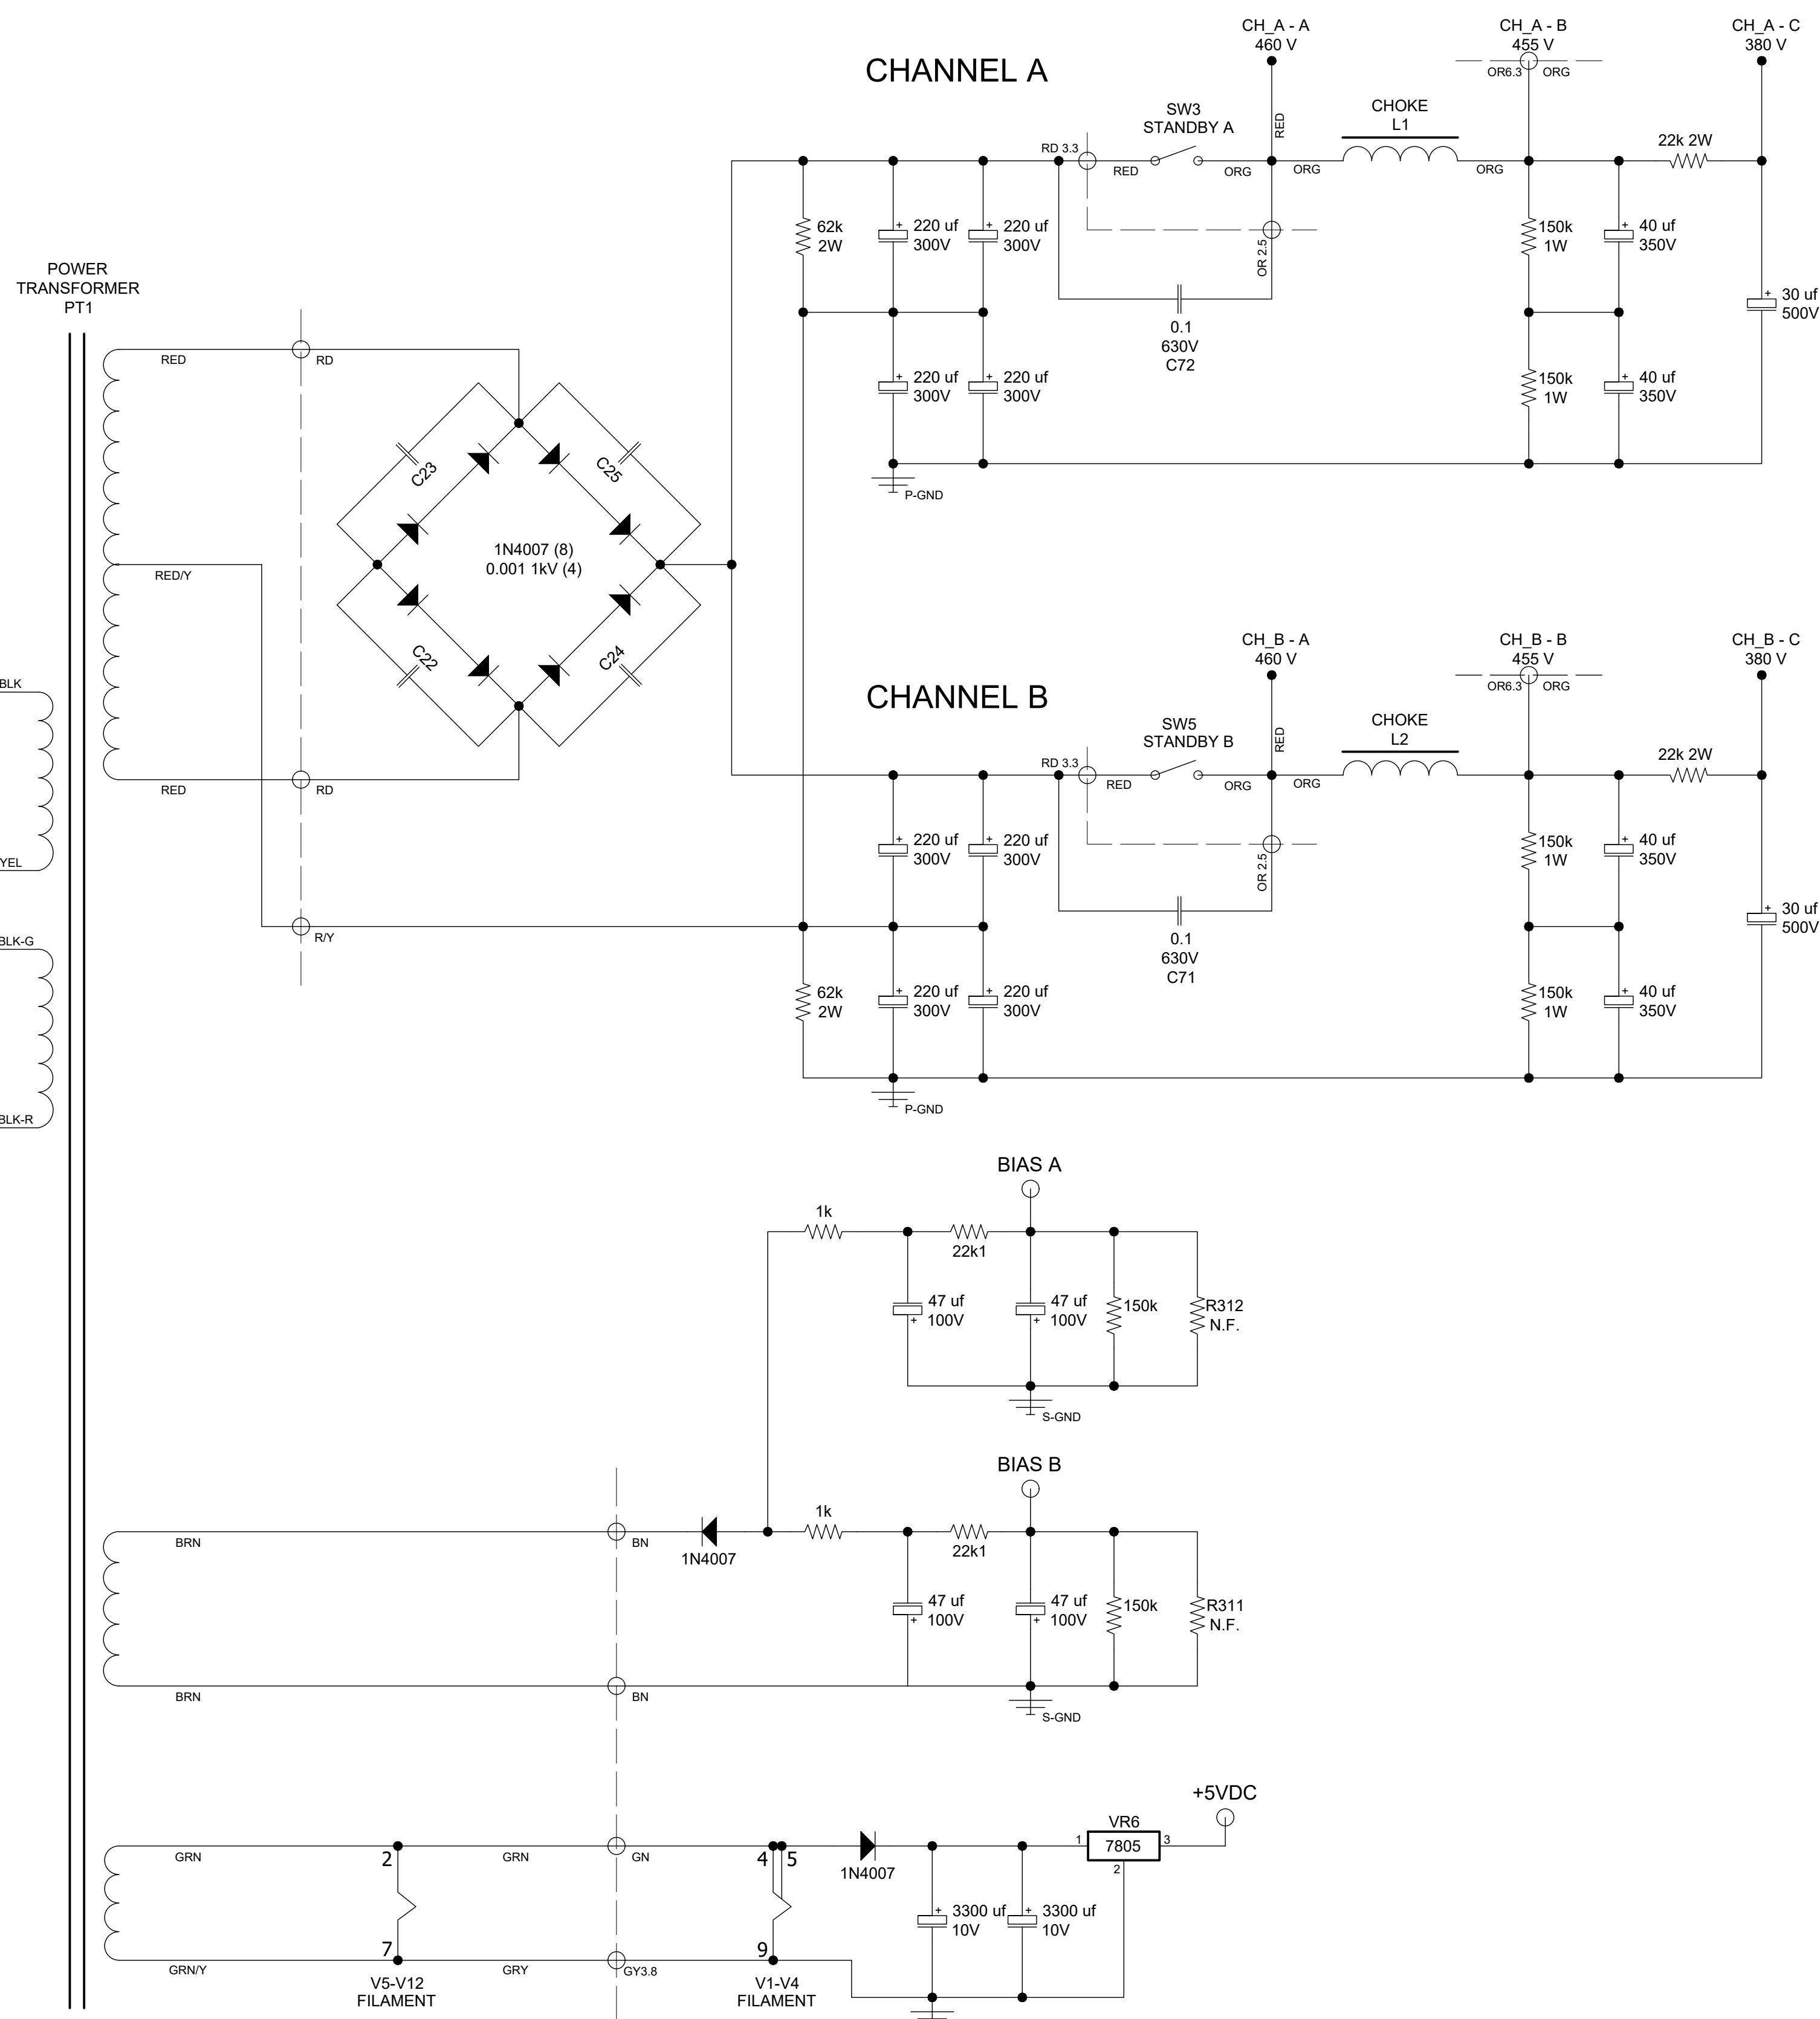 CH_A - A
460 V
CH_A - B
455 V
CH_A - C
380 V
CHANNEL A
OR6.3
ORG
SW3
STANDBY A
RED
CHOKE
L1
RD 3.3
RED
ORG
ORG
ORG
22k 2W
62k
2W
220 uf
300V
220 uf
300V
OR 2.5
150k
1W
40 uf
350V
POWER
TRANSFORMER
PT1
0.1
630V
C72
30 uf
500V
RED
RD
220 uf
300V
220 uf
300V
150k
1W
40 uf
350V
C23
C25
P-GND
1N4007 (8)
0.001 1kV (4)
RED/Y
C22
C24
CH_B - A
460 V
CH_B - B
455 V
CH_B - C
380 V
BLK
CHANNEL B
OR6.3
ORG
SW5
STANDBY B
RED
CHOKE
L2
RD 3.3
RED
ORG
ORG
22k 2W
RED
RD
220 uf
300V
220 uf
300V
OR 2.5
150k
1W
40 uf
350V
YEL
BLK-G
R/Y
0.1
630V
C71
30 uf
500V
62k
2W
220 uf
300V
220 uf
300V
150k
1W
40 uf
350V
BLK-R
P-GND
BIAS A
1k
22k1
47 uf
100V
47 uf
100V
150k
R312
N.F.
S-GND
BIAS B
1k
BRN
BN
1N4007
22k1
47 uf
100V
47 uf
100V
150k
R311
N.F.
BRN
BN
S-GND
+5VDC
VR6
7805
1
3
2
GRN
2
GRN
GN
4
5
1N4007
3300 uf
10V
3300 uf
10V
7
9
GRN/Y
GRY
GY3.8
V5-V12
FILAMENT
V1-V4
FILAMENT